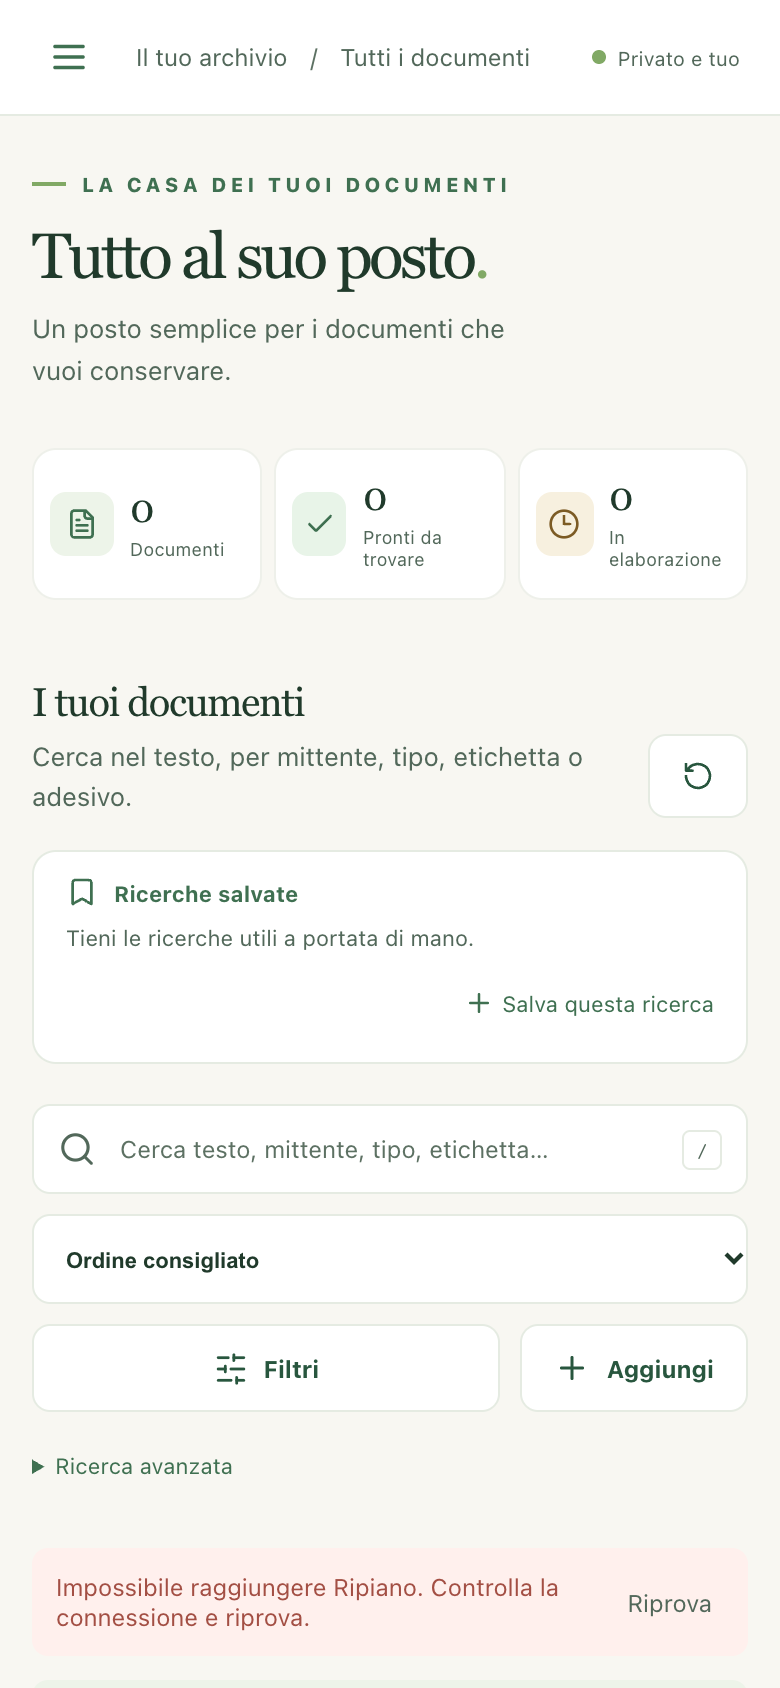 Il tuo archivio / Tutti i documenti
Privato e tuo
LA CASA DEI TUOI DOCUMENTI
Tutto al suo posto.
Un posto semplice per i documenti che
vuoi conservare.
0
Documenti
0
Pronti da
trovare
0
In
elaborazione
I tuoi documenti
Cerca nel testo, per mittente, tipo, etichetta o
adesivo.
Ricerche salvate
Tieni le ricerche utili a portata di mano.
Salva questa ricerca
Cerca testo, mittente, tipo, etichetta...
/
Ordine consigliato
Filtri
Aggiungi
Ricerca avanzata
Impossibile raggiungere Ripiano. Controlla la
connessione e riprova.
Riprova